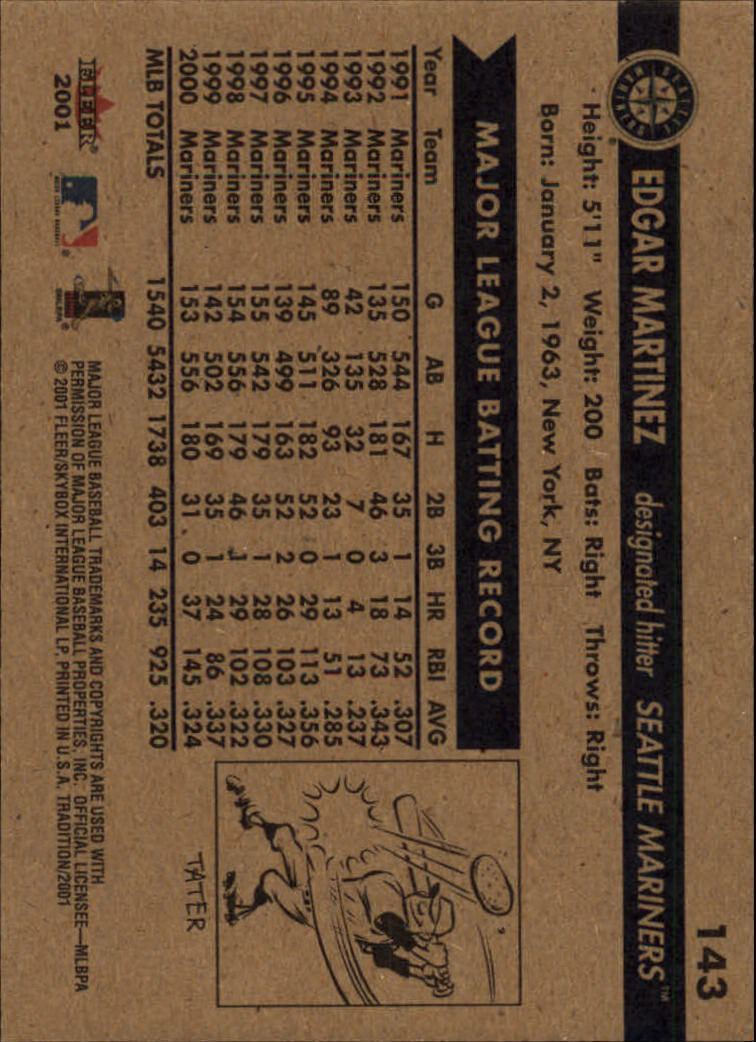 143
EDGAR MARTINEZ designated hitter SEATTLE MARINERS™
Height: 5'11" Weight: 200 Bats: Right Throws: Right
Born: January 2, 1963, New York, NY
MAJOR LEAGUE BATTING RECORD
Year Team G AB H 2B 3B HR RBI AVG
1991 Mariners 150 544 167 35 1 14 52 .307
1992 Mariners 135 528 181 46 3 18 73 .343
1993 Mariners 42 135 32 7 0 4 13 .237
1994 Mariners 89 326 93 23 1 13 51 .285
1995 Mariners 145 511 182 52 0 29 113 .356
1996 Mariners 139 499 163 52 2 26 103 .327
1997 Mariners 155 542 179 35 1 28 108 .330
1998 Mariners 154 556 179 46 1 29 102 .322
1999 Mariners 142 502 169 35 1 24 86 .337
2000 Mariners 153 556 180 31 0 37 145 .324
MLB TOTALS 1540 5432 1738 403 14 235 925 .320
TATER
FLEER®
2001
MAJOR LEAGUE BASEBALL TRADEMARKS AND COPYRIGHTS ARE USED WITH
PERMISSION OF MAJOR LEAGUE BASEBALL PROPERTIES, INC. OFFICIAL LICENSEE—MLBPA
© 2001 FLEER/SKYBOX INTERNATIONAL LP, PRINTED IN U.S.A. TRADITION/2001